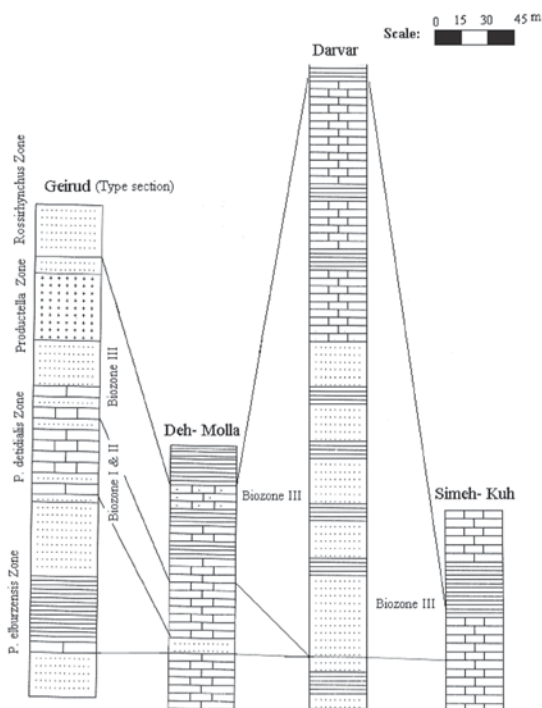 Scale:
0 15 30 45 m
Darvar
Geirud (Type section)
Rossirhynchus Zone
Productella Zone
P. detidialis Zone
P. elburzensis Zone
Biozone III
Biozone I & II
Deh- Molla
Biozone III
Simeh- Kuh
Biozone III